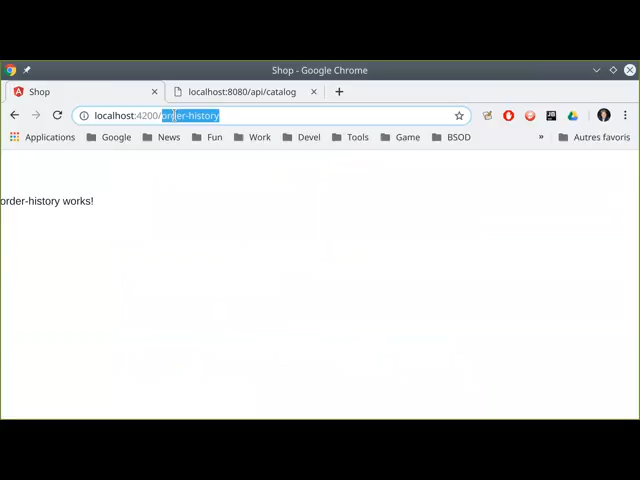 Shop - Google Chrome
Shop
localhost:8080/api/catalog
localhost:4200/order-history
Applications
Google
News
Fun
Work
Devel
Tools
Game
BSOD
»
Autres favoris
order-history works!